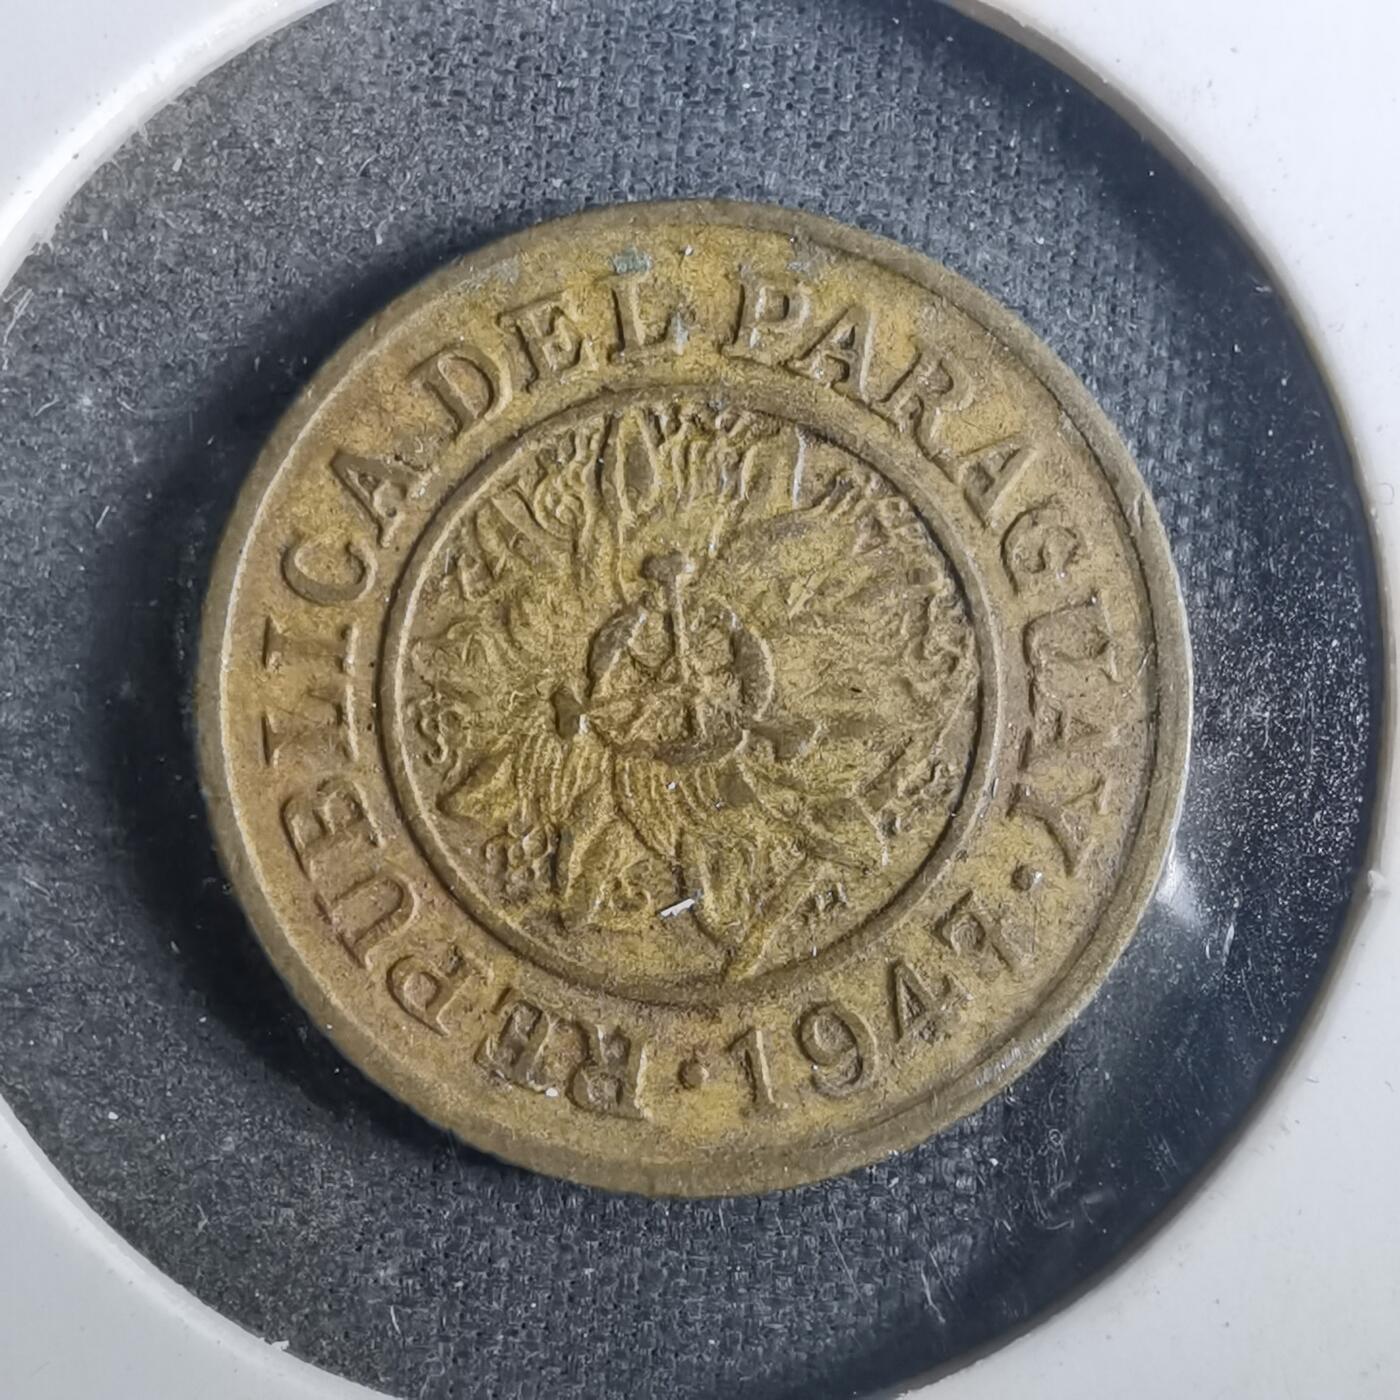 REPUBLICA DEL PARAGUAY · 1947 ·